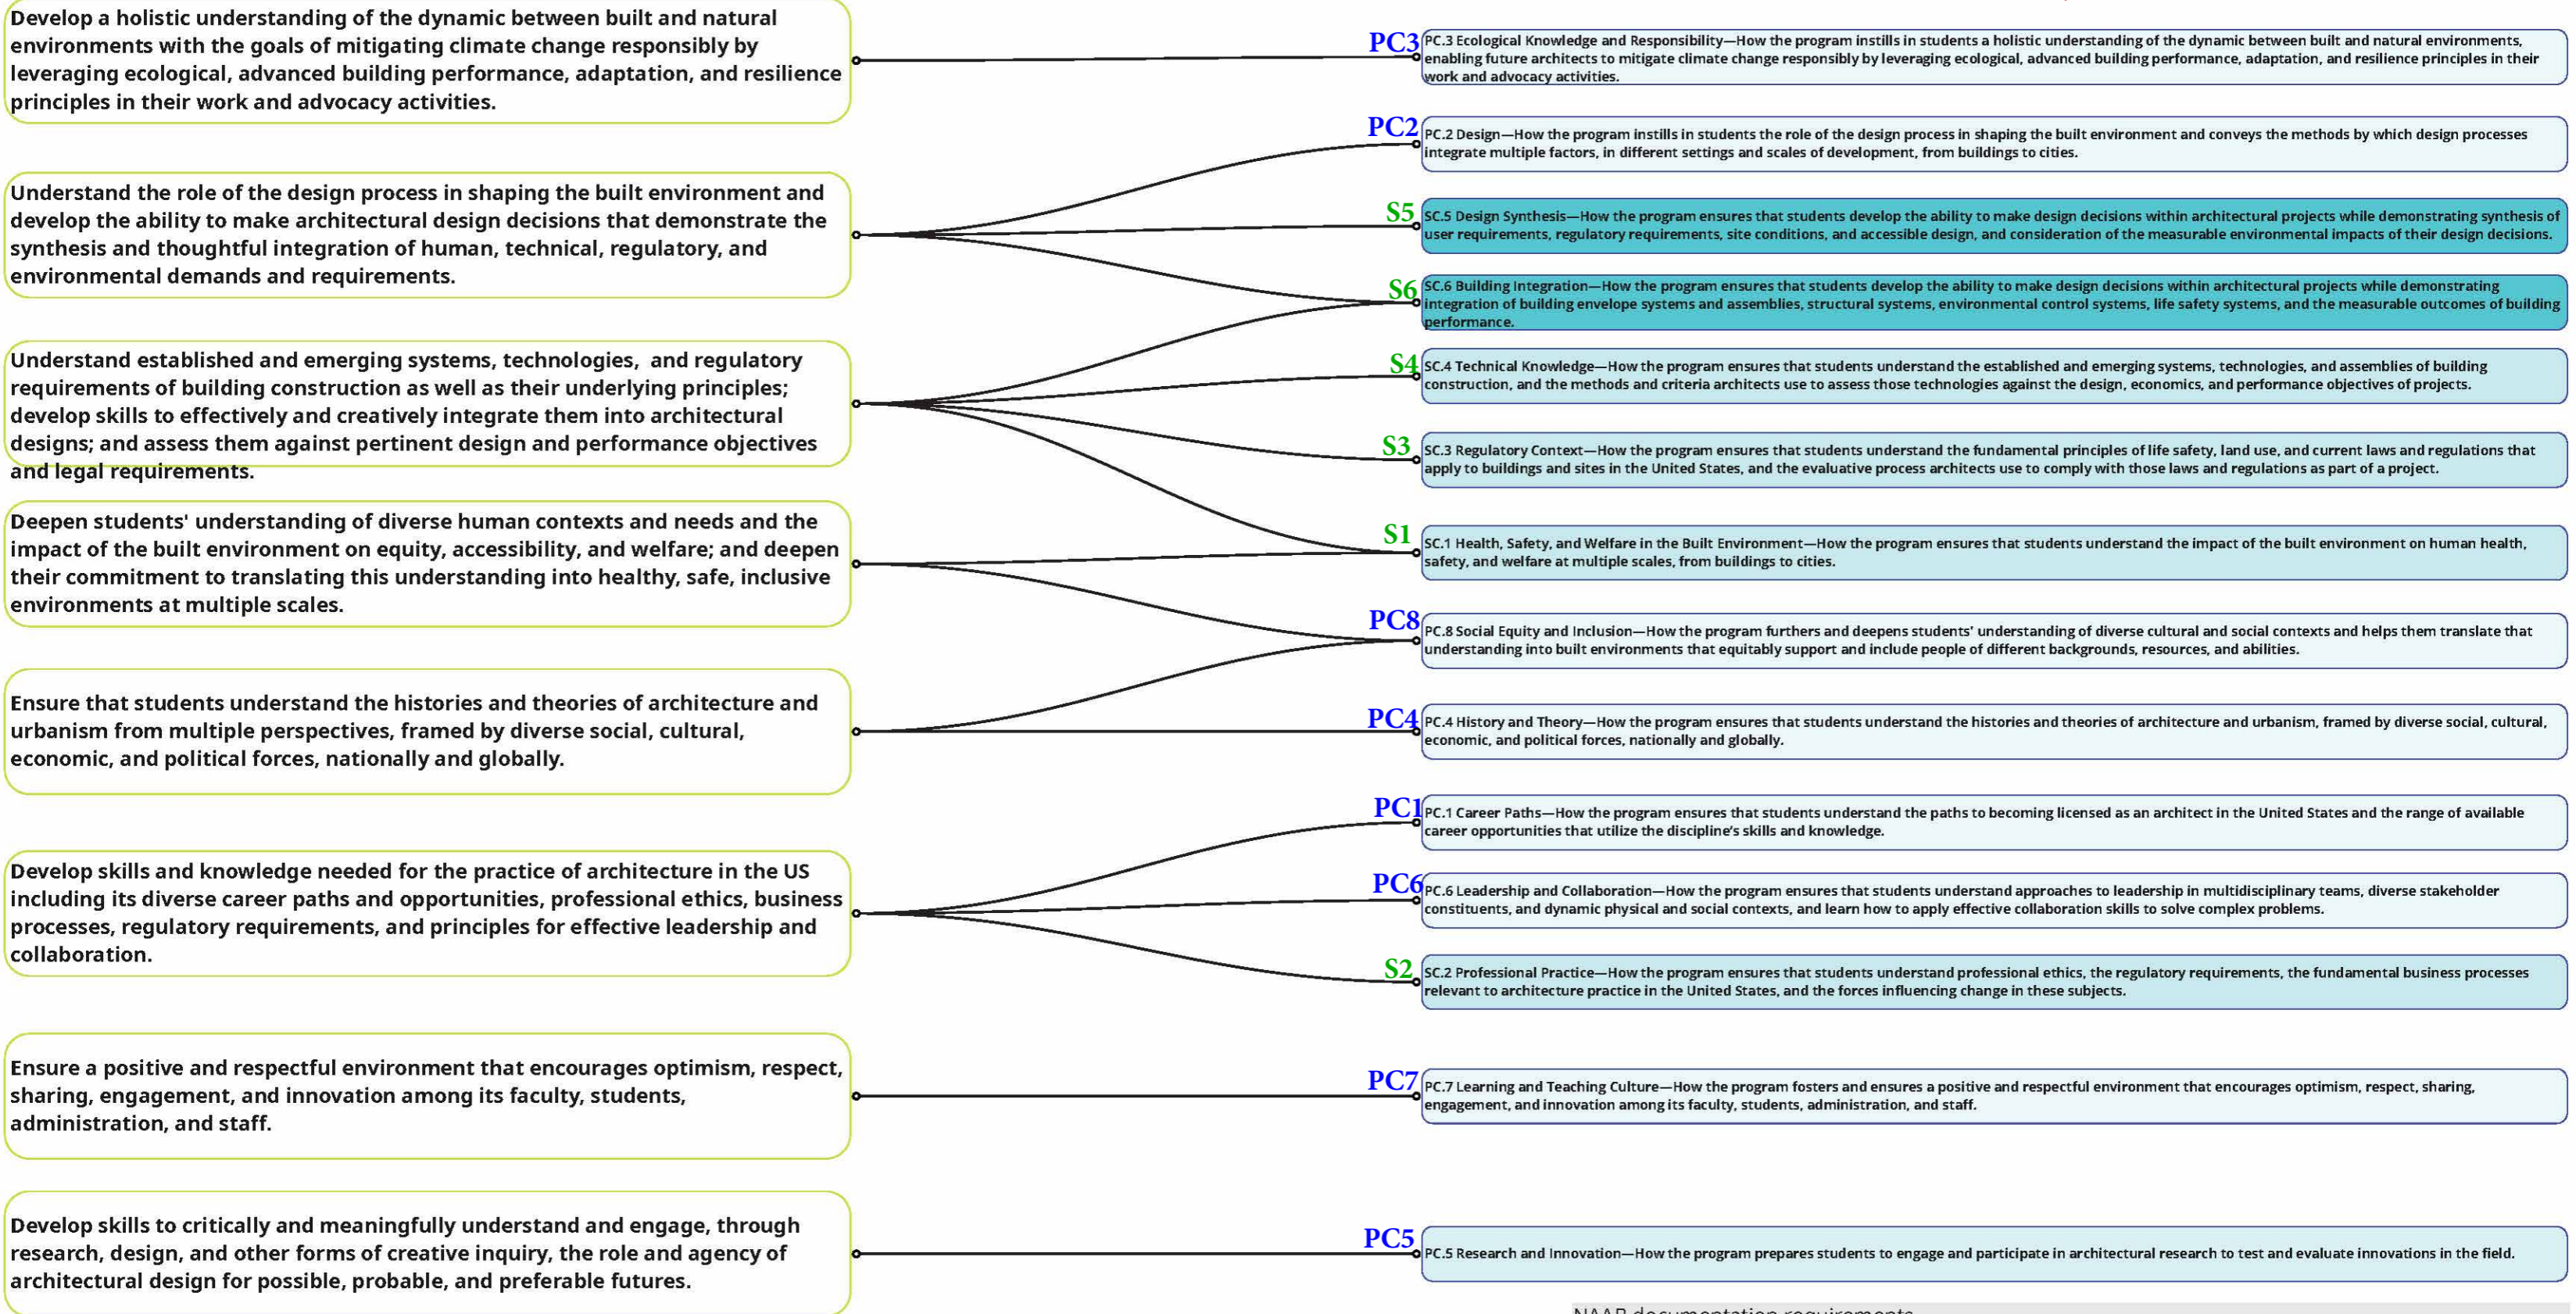 Develop a holistic understanding of the dynamic between built and natural
environments with the goals of mitigating climate change responsibly by
leveraging ecological, advanced building performance, adaptation, and resilience
principles in their work and advocacy activities.
Understand the role of the design process in shaping the built environment and
develop the ability to make architectural design decisions that demonstrate the
synthesis and thoughtful integration of human, technical, regulatory, and
environmental demands and requirements.
Understand established and emerging systems, technologies, and regulatory
requirements of building construction as well as their underlying principles;
develop skills to effectively and creatively integrate them into architectural
designs; and assess them against pertinent design and performance objectives
and legal requirements.
Deepen students' understanding of diverse human contexts and needs and the
impact of the built environment on equity, accessibility, and welfare; and deepen
their commitment to translating this understanding into healthy, safe, inclusive
environments at multiple scales.
Ensure that students understand the histories and theories of architecture and
urbanism from multiple perspectives, framed by diverse social, cultural,
economic, and political forces, nationally and globally.
Develop skills and knowledge needed for the practice of architecture in the US
including its diverse career paths and opportunities, professional ethics, business
processes, regulatory requirements, and principles for effective leadership and
collaboration.
Ensure a positive and respectful environment that encourages optimism, respect,
sharing, engagement, and innovation among its faculty, students,
administration, and staff.
Develop skills to critically and meaningfully understand and engage, through
research, design, and other forms of creative inquiry, the role and agency of
architectural design for possible, probable, and preferable futures.
PC3
PC.3 Ecological Knowledge and Responsibility—How the program instills in students a holistic understanding of the dynamic between built and natural environments,
enabling future architects to mitigate climate change responsibly by leveraging ecological, advanced building performance, adaptation, and resilience principles in their
work and advocacy activities.
PC2
PC.2 Design—How the program instills in students the role of the design process in shaping the built environment and conveys the methods by which design processes
integrate multiple factors, in different settings and scales of development, from buildings to cities.
S5
SC.5 Design Synthesis—How the program ensures that students develop the ability to make design decisions within architectural projects while demonstrating synthesis of
user requirements, regulatory requirements, site conditions, and accessible design, and consideration of the measurable environmental impacts of their design decisions.
S6
SC.6 Building Integration—How the program ensures that students develop the ability to make design decisions within architectural projects while demonstrating
integration of building envelope systems and assemblies, structural systems, environmental control systems, life safety systems, and the measurable outcomes of building
performance.
S4
SC.4 Technical Knowledge—How the program ensures that students understand the established and emerging systems, technologies, and assemblies of building
construction, and the methods and criteria architects use to assess those technologies against the design, economics, and performance objectives of projects.
S3
SC.3 Regulatory Context—How the program ensures that students understand the fundamental principles of life safety, land use, and current laws and regulations that
apply to buildings and sites in the United States, and the evaluative process architects use to comply with those laws and regulations as part of a project.
S1
SC.1 Health, Safety, and Welfare in the Built Environment—How the program ensures that students understand the impact of the built environment on human health,
safety, and welfare at multiple scales, from buildings to cities.
PC8
PC.8 Social Equity and Inclusion—How the program furthers and deepens students' understanding of diverse cultural and social contexts and helps them translate that
understanding into built environments that equitably support and include people of different backgrounds, resources, and abilities.
PC4
PC.4 History and Theory—How the program ensures that students understand the histories and theories of architecture and urbanism, framed by diverse social, cultural,
economic, and political forces, nationally and globally.
PC1
PC.1 Career Paths—How the program ensures that students understand the paths to becoming licensed as an architect in the United States and the range of available
career opportunities that utilize the discipline's skills and knowledge.
PC6
PC.6 Leadership and Collaboration—How the program ensures that students understand approaches to leadership in multidisciplinary teams, diverse stakeholder
constituents, and dynamic physical and social contexts, and learn how to apply effective collaboration skills to solve complex problems.
S2
SC.2 Professional Practice—How the program ensures that students understand professional ethics, the regulatory requirements, the fundamental business processes
relevant to architecture practice in the United States, and the forces influencing change in these subjects.
PC7
PC.7 Learning and Teaching Culture—How the program fosters and ensures a positive and respectful environment that encourages optimism, respect, sharing,
engagement, and innovation among its faculty, students, administration, and staff.
PC5
PC.5 Research and Innovation—How the program prepares students to engage and participate in architectural research to test and evaluate innovations in the field.
NAAB documentation requirements